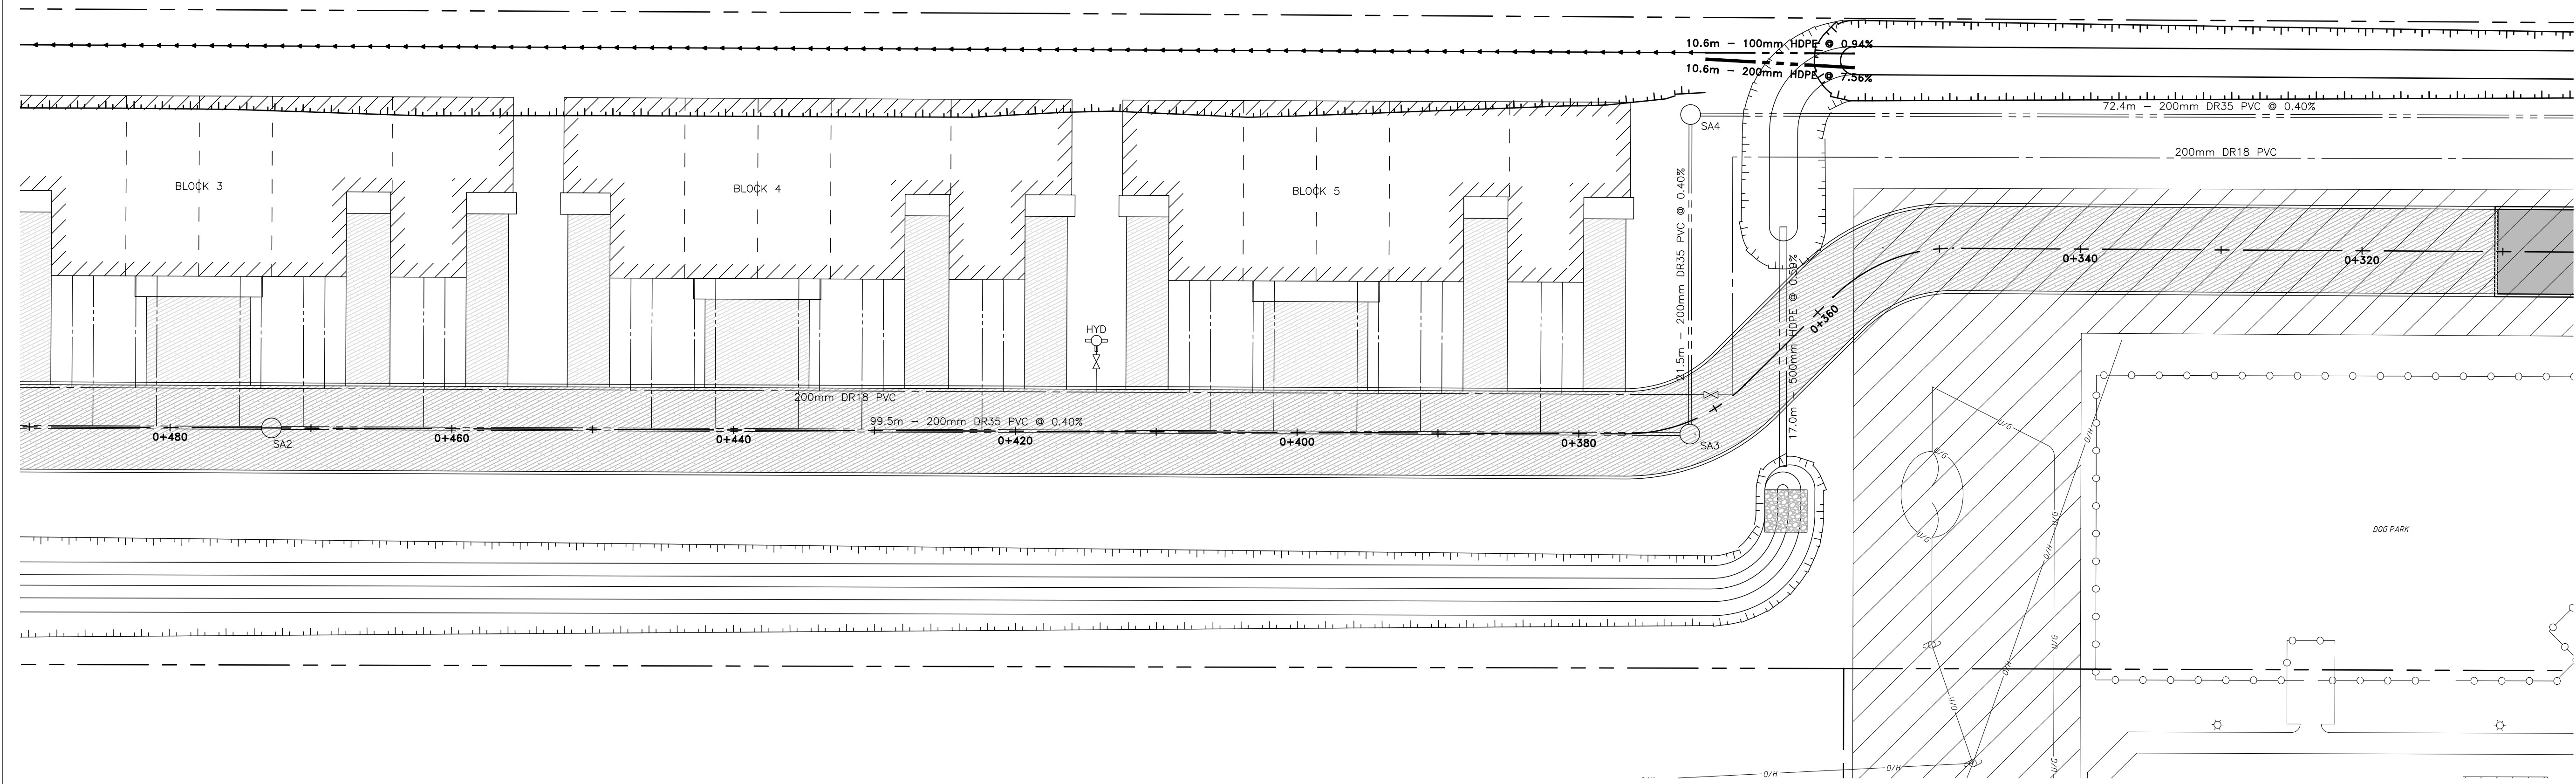 10.6m - 100mm HDPE @ 0.94%
10.6m - 200mm HDPE @ 7.56%
72.4m - 200mm DR35 PVC @ 0.40%
SA4
200mm DR18 PVC
BLOCK 3
BLOCK 4
BLOCK 5
21.5m - 200mm DR35 PVC @ 0.40%
17.0m - 500mm HDPE @ 0.59%
0+340
0+320
0+360
HYD
200mm DR18 PVC
99.5m - 200mm DR35 PVC @ 0.40%
0+480
SA2
0+460
0+440
0+420
0+400
0+380
SA3
U/G
O/H
U/G
U/G
U/G
O/H
DOG PARK
U/G
O/H
O/H
U/G
O/H
O/H